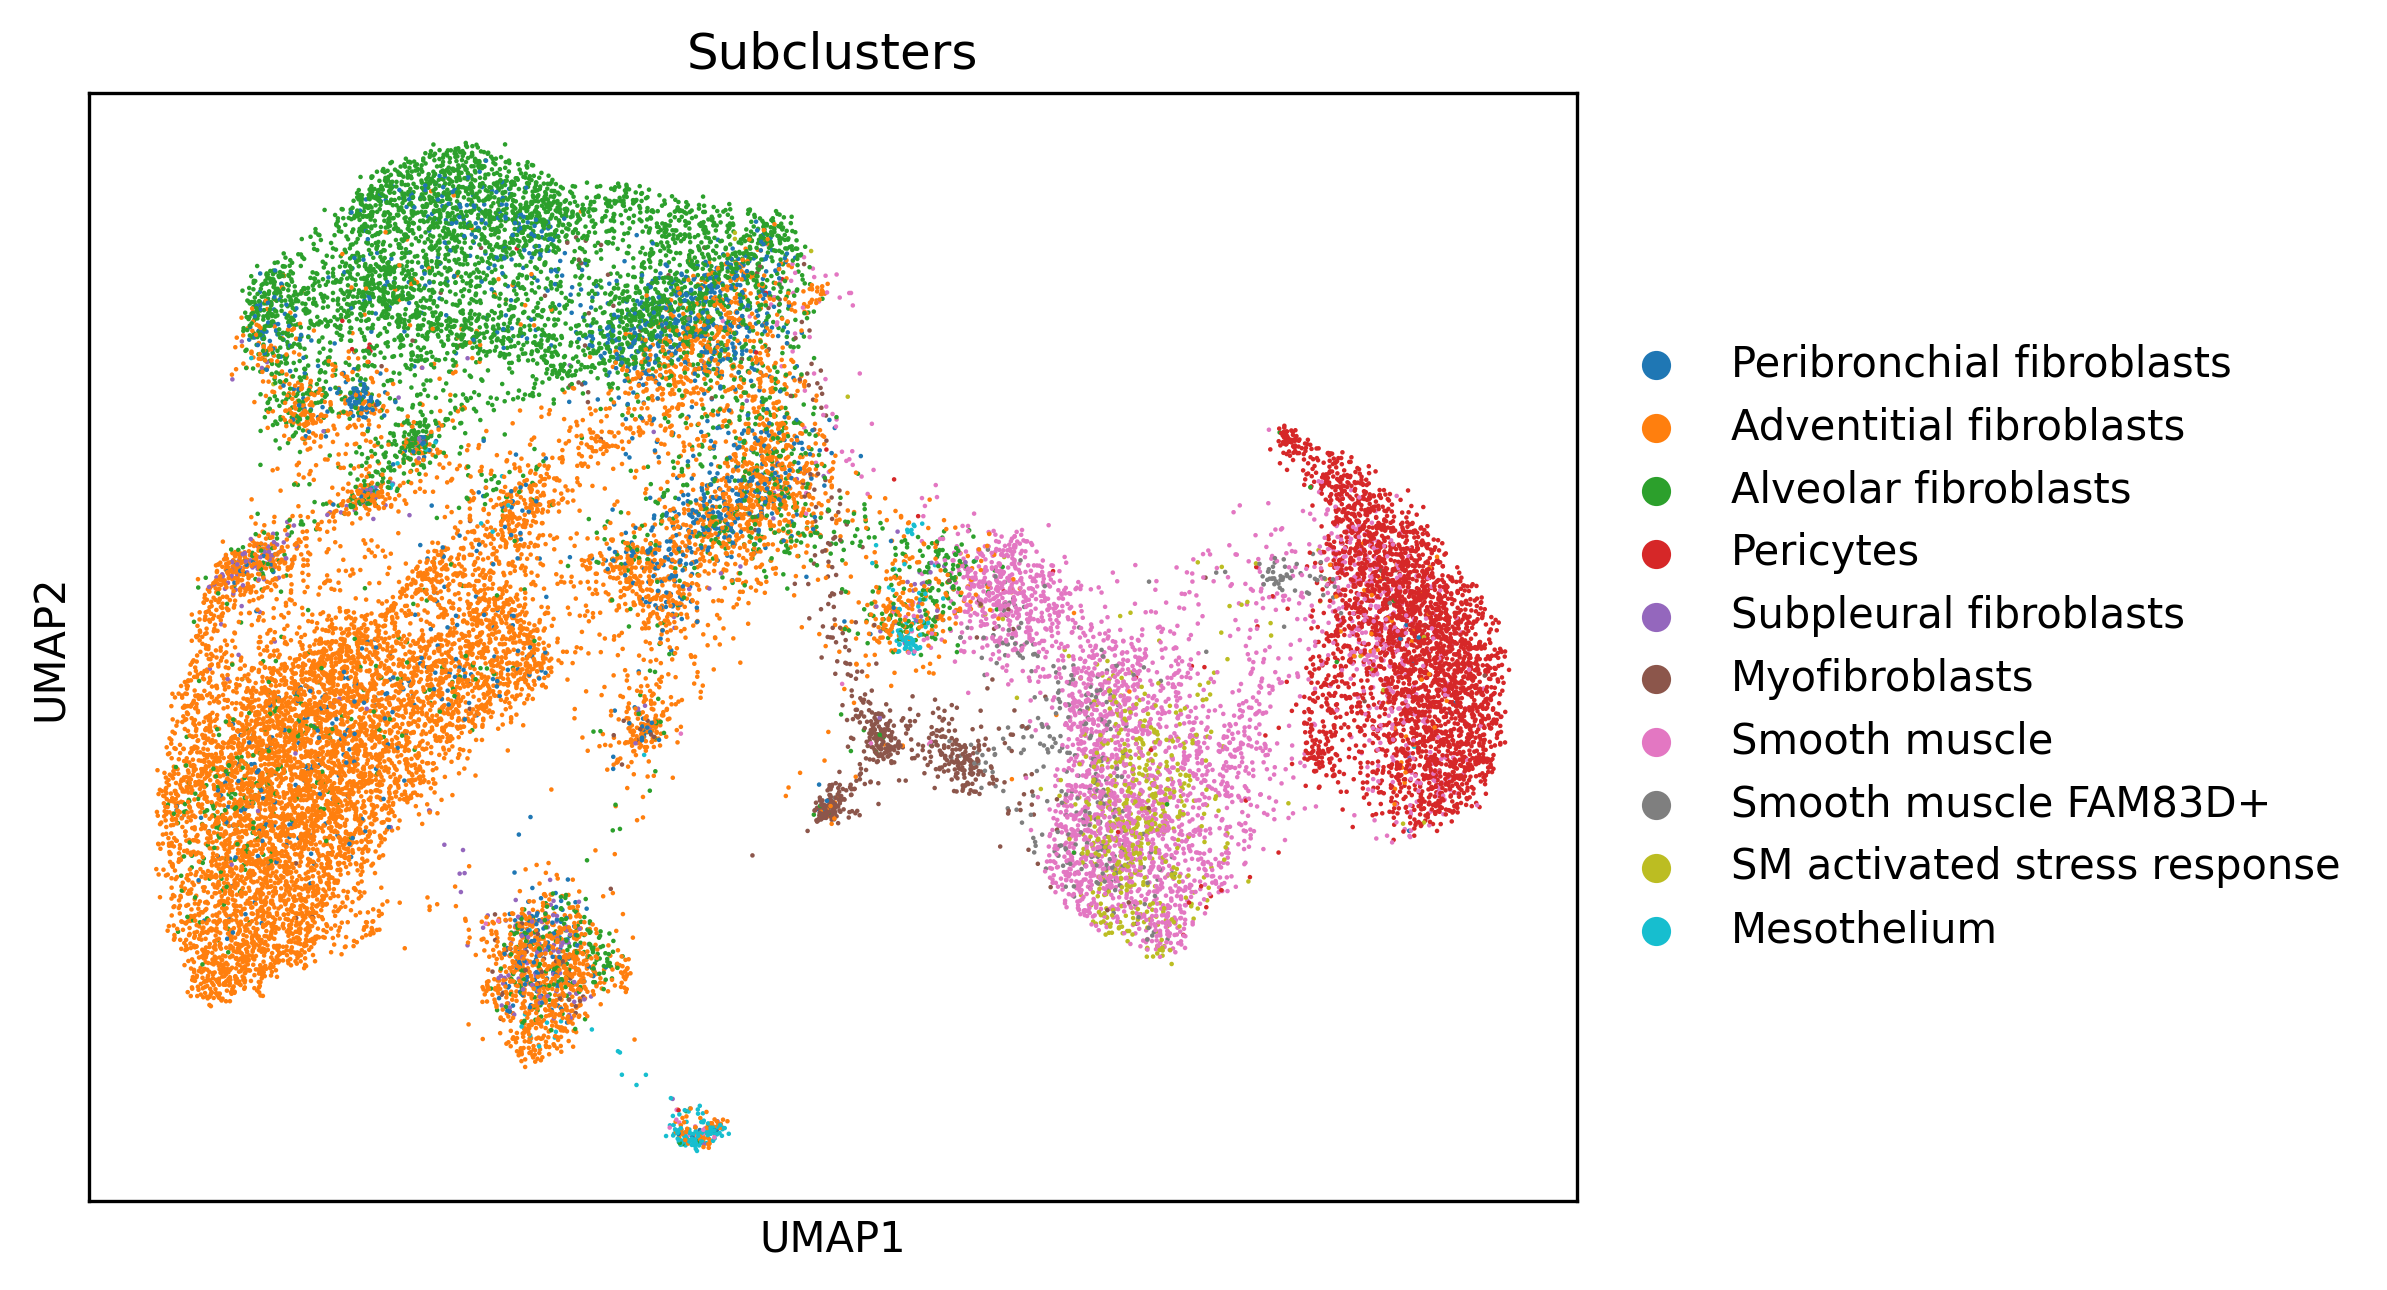 Subclusters
UMAP2
UMAP1
Peribronchial fibroblasts
Adventitial fibroblasts
Alveolar fibroblasts
Pericytes
Subpleural fibroblasts
Myofibroblasts
Smooth muscle
Smooth muscle FAM83D+
SM activated stress response
Mesothelium